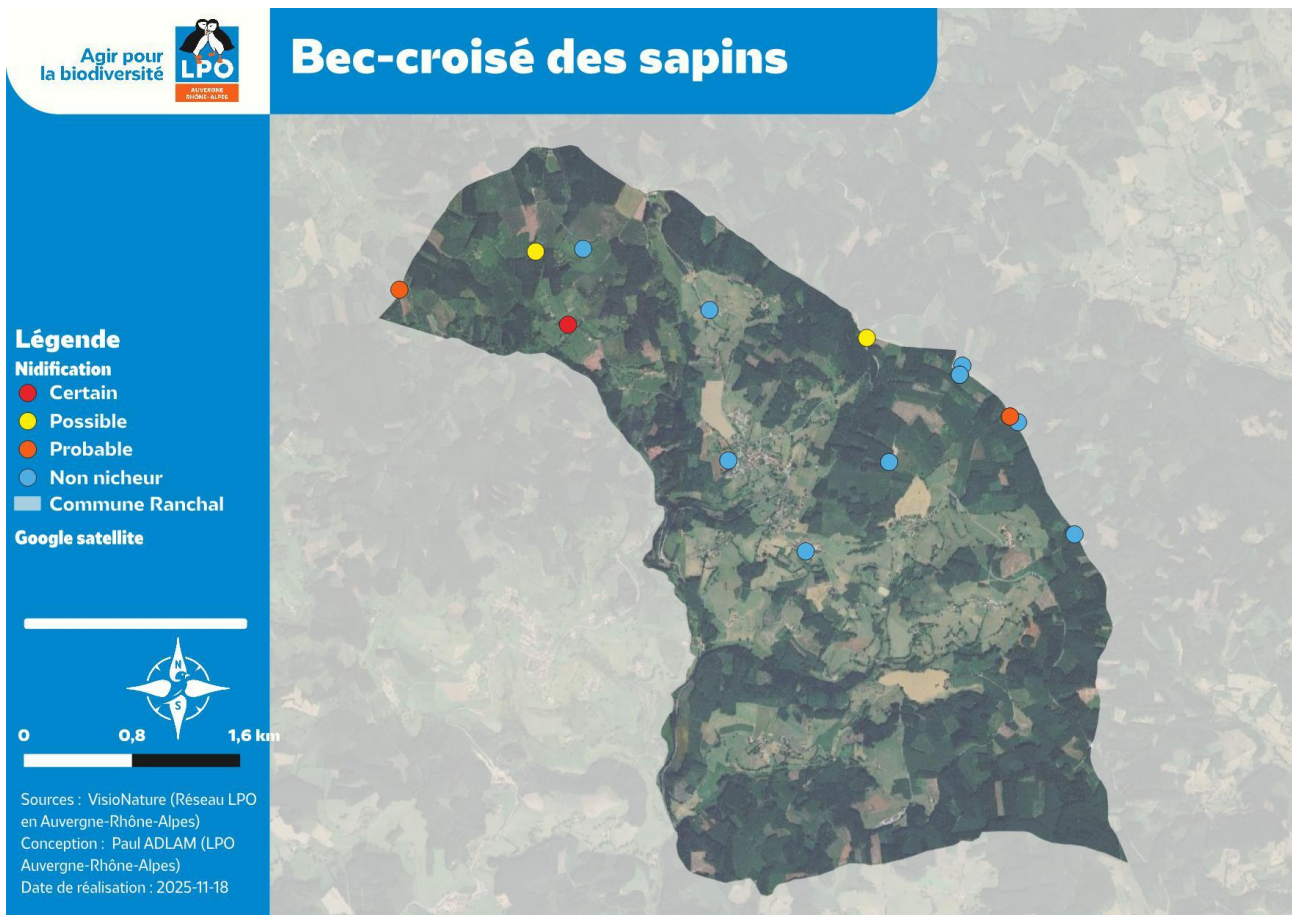 Agir pour
la biodiversité
LPO
AUVERGNE
RHÔNE-ALPES
Bec-croisé des sapins
Légende
Nidification
Certain
Possible
Probable
Non nicheur
Commune Ranchal
Google satellite
N
S
0 0,8 1,6 km
Sources : VisioNature (Réseau LPO
en Auvergne-Rhône-Alpes)
Conception : Paul ADLAM (LPO
Auvergne-Rhône-Alpes)
Date de réalisation : 2025-11-18